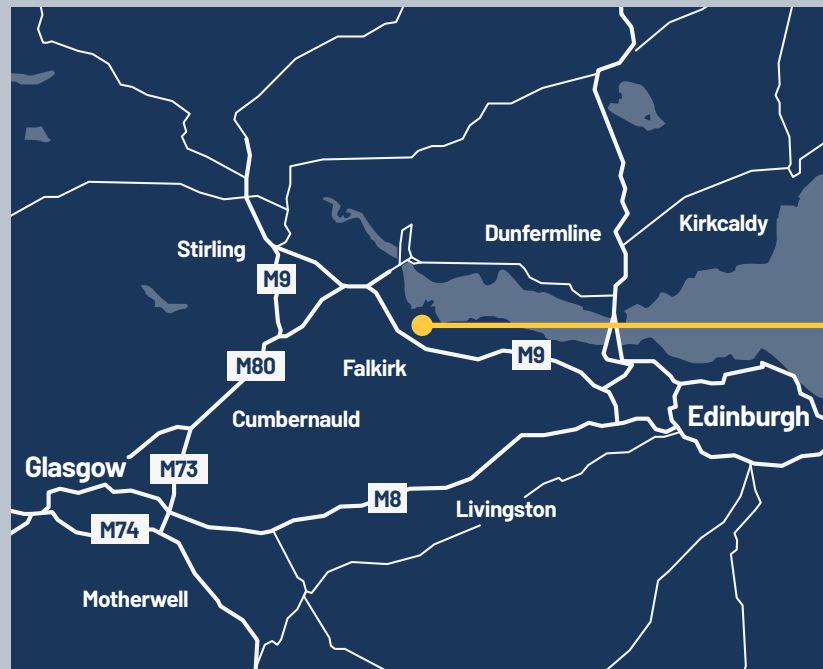 Kirkcaldy
Dunfermline
Stirling
M9
M9
M80
Falkirk
Cumbernauld
Edinburgh
Glasgow
M73
M8
Livingston
M74
Motherwell